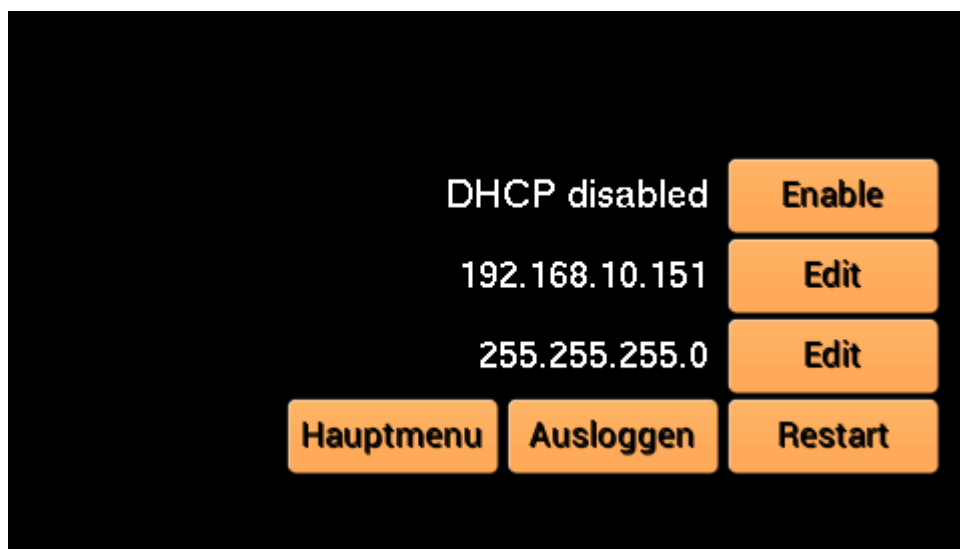 DHCP disabled Enable
192.168.10.151 Edit
255.255.255.0 Edit
Hauptmenu Ausloggen Restart